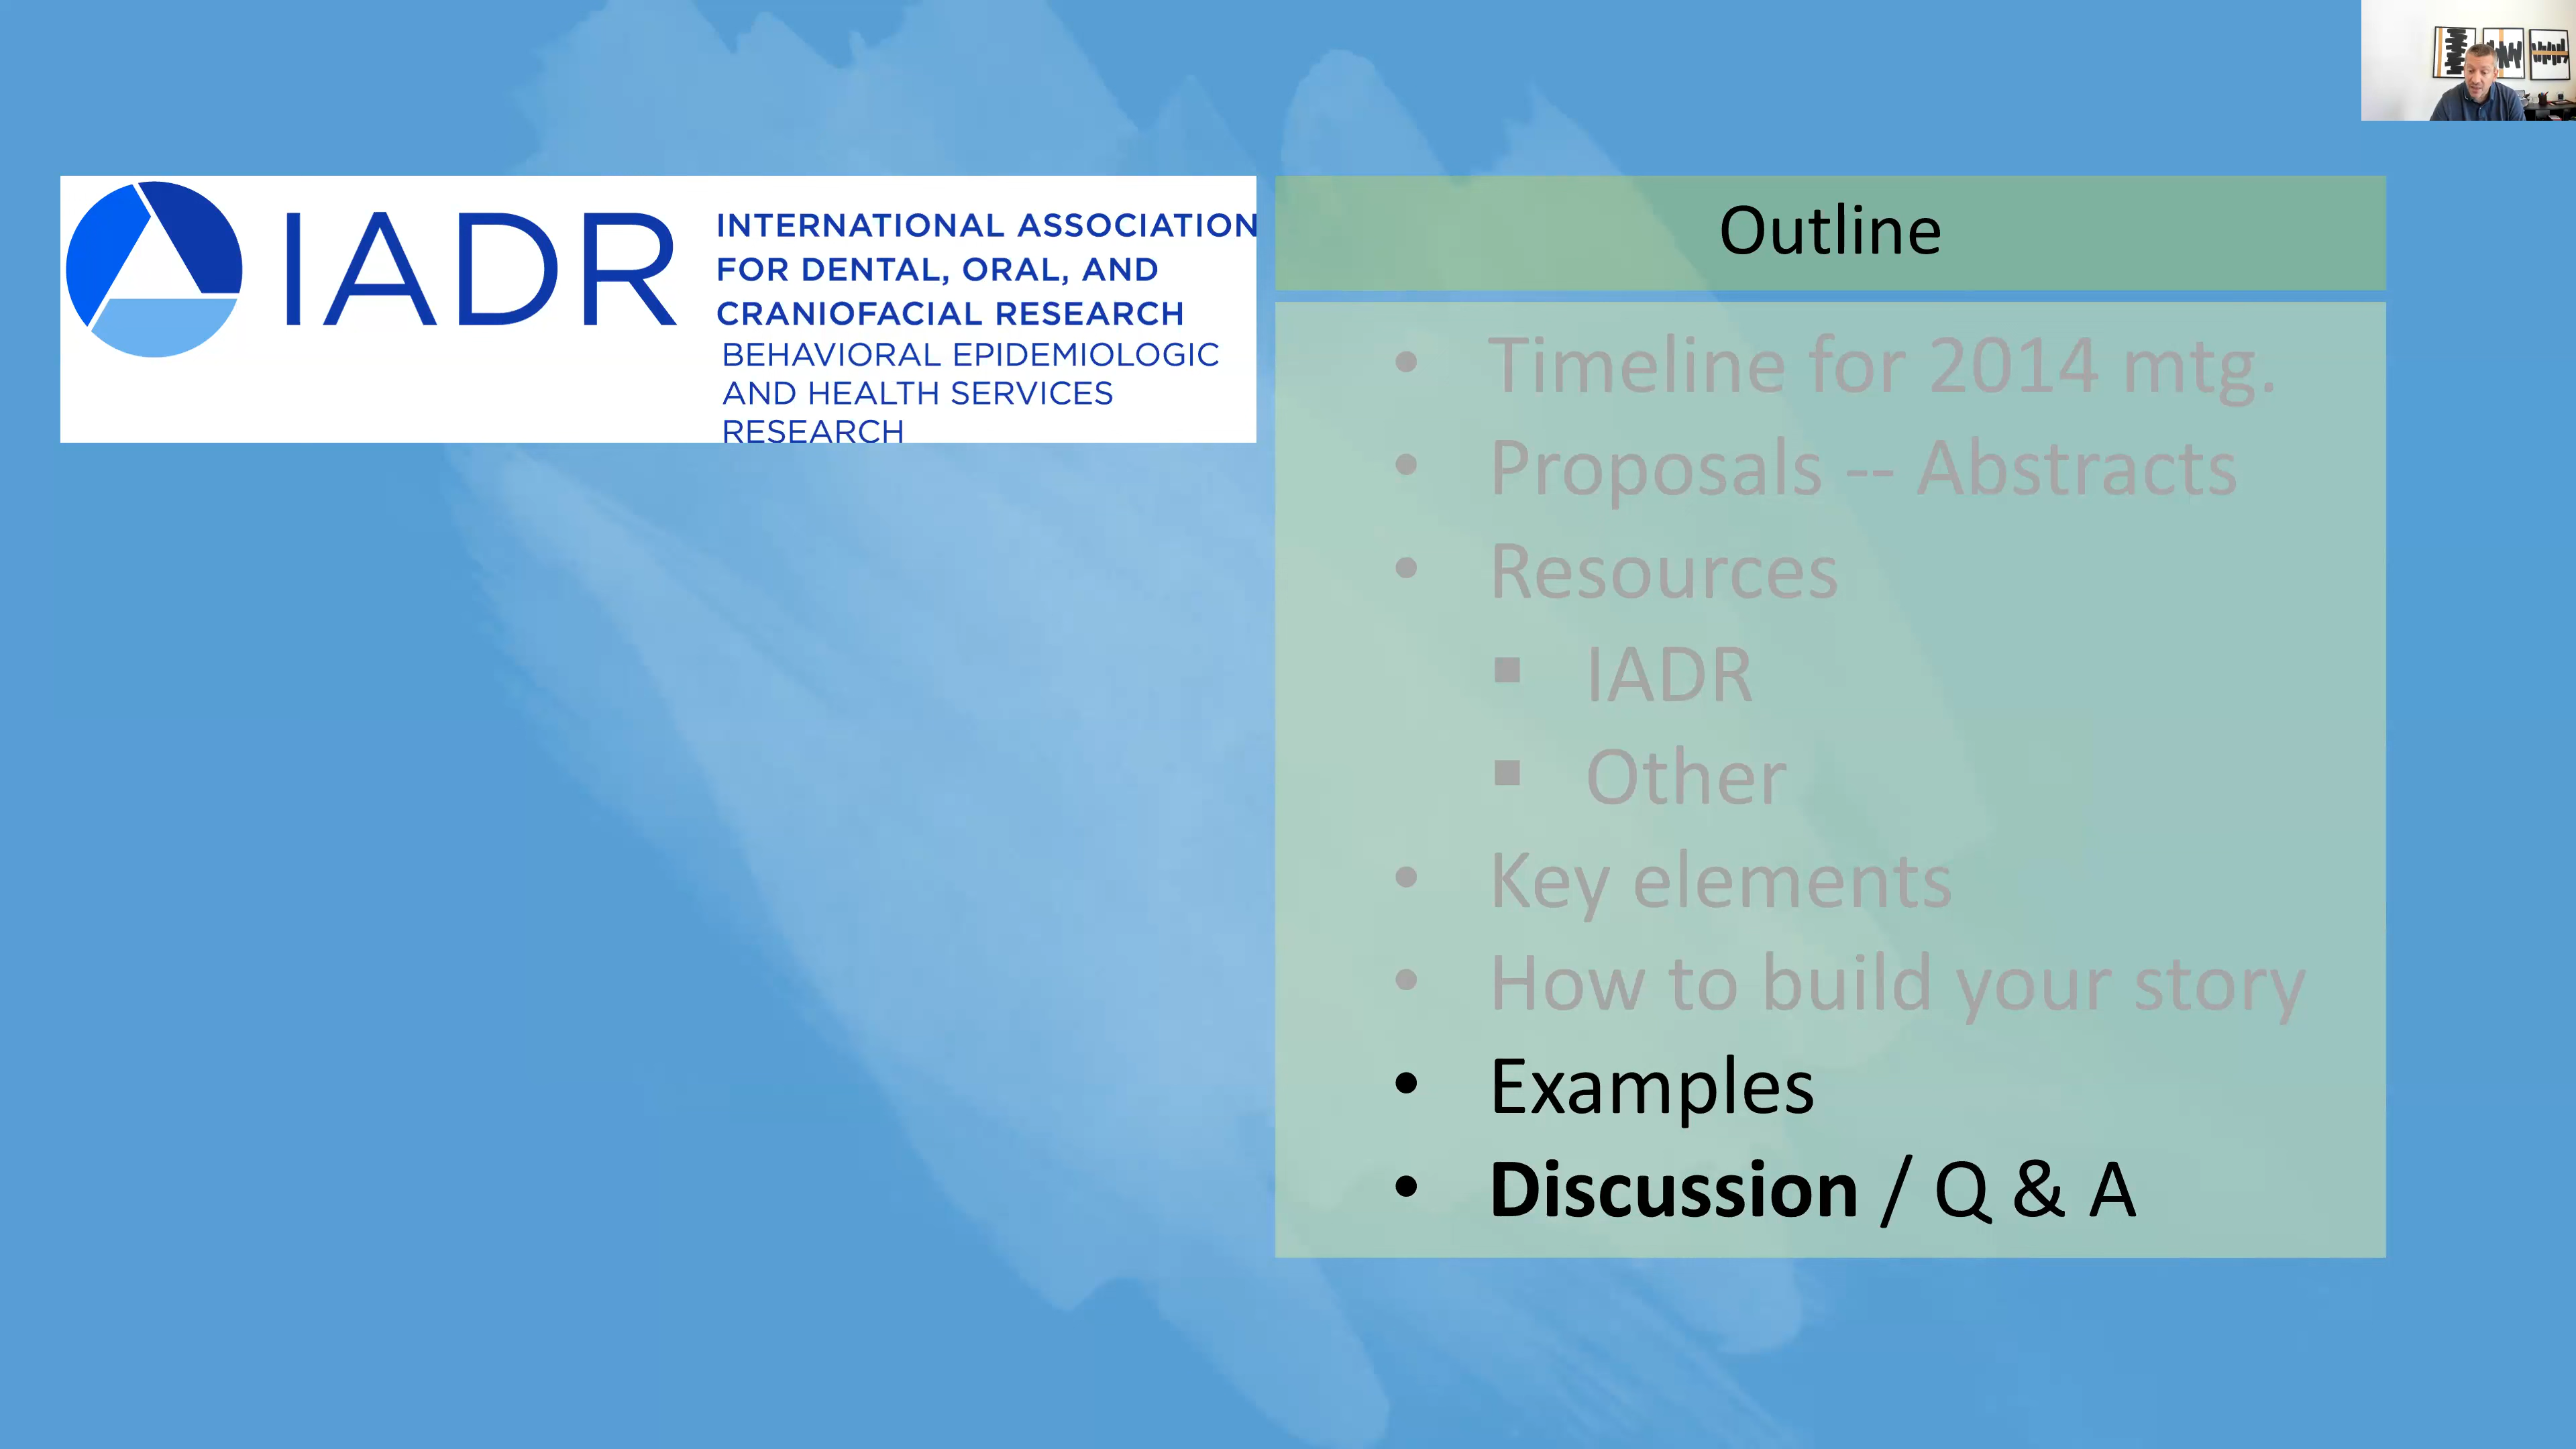 IADR
INTERNATIONAL ASSOCIATION
FOR DENTAL, ORAL, AND
CRANIOFACIAL RESEARCH
BEHAVIORAL EPIDEMIOLOGIC
AND HEALTH SERVICES
RESEARCH
Outline
• Timeline for 2014 mtg.
• Proposals -- Abstracts
• Resources
▪ IADR
▪ Other
• Key elements
• How to build your story
• Examples
• Discussion / Q & A